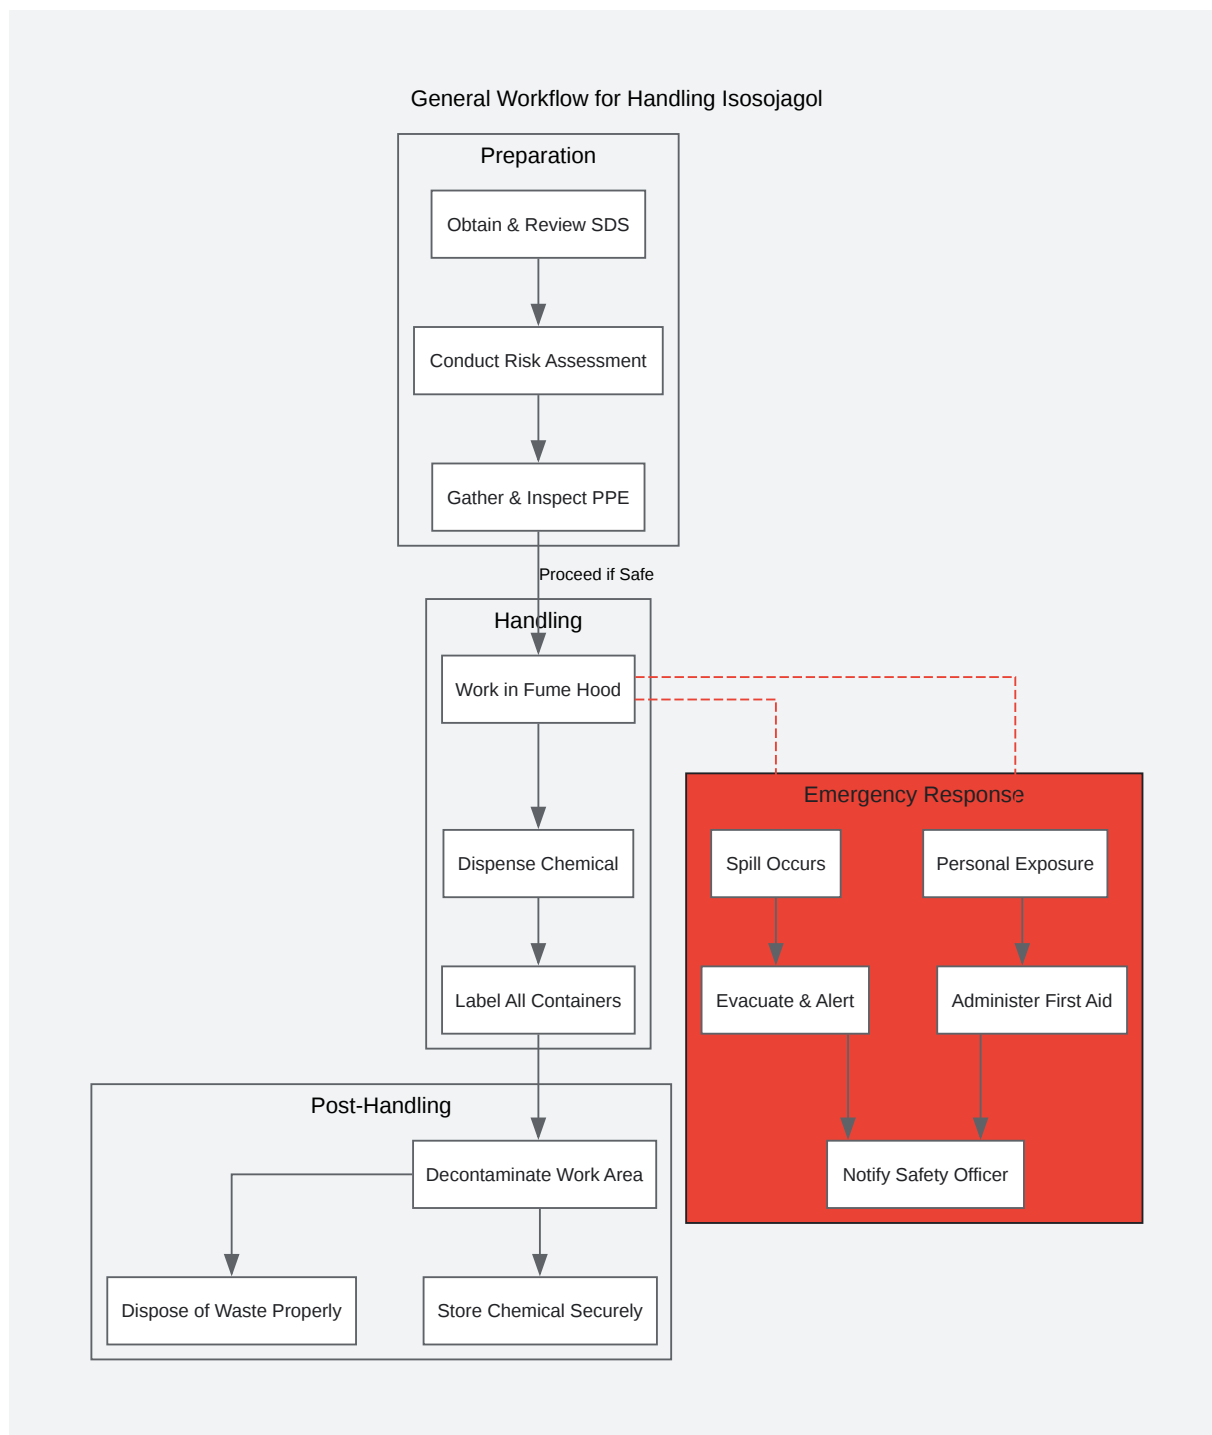 General Workflow for Handling Isosojagol
Preparation
Obtain & Review SDS
Conduct Risk Assessment
Gather & Inspect PPE
Proceed if Safe
Handling
Work in Fume Hood
Dispense Chemical
Label All Containers
Emergency Response
Spill Occurs
Personal Exposure
Evacuate & Alert
Administer First Aid
Notify Safety Officer
Post-Handling
Decontaminate Work Area
Dispose of Waste Properly
Store Chemical Securely